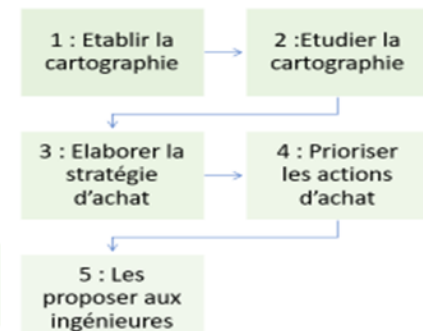 1 : Etablir la
cartographie
2 :Etudier la
cartographie
3 : Elaborer la
stratégie
d'achat
4 : Prioriser
les actions
d'achat
5 : Les
proposer aux
ingénieures